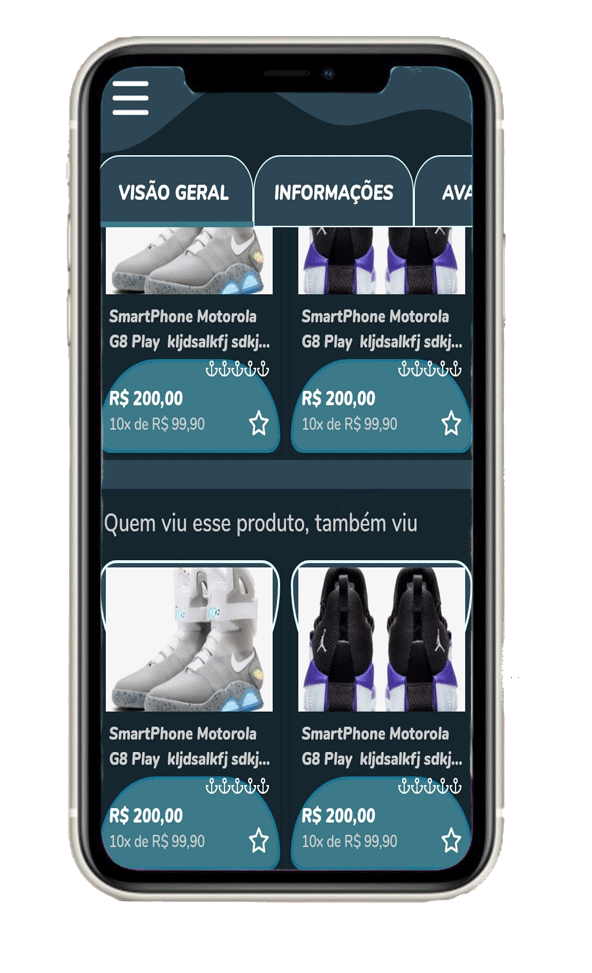 VISÃO GERAL
INFORMAÇÕES
AVA
SmartPhone Motorola
G8 Play kljdsalkfj sdkj...
R$ 200,00
10x de R$ 99,90
SmartPhone Motorola
G8 Play kljdsalkfj sdkj...
R$ 200,00
10x de R$ 99,90
Quem viu esse produto, também viu
SmartPhone Motorola
G8 Play kljdsalkfj sdkj...
R$ 200,00
10x de R$ 99,90
SmartPhone Motorola
G8 Play kljdsalkfj sdkj...
R$ 200,00
10x de R$ 99,90